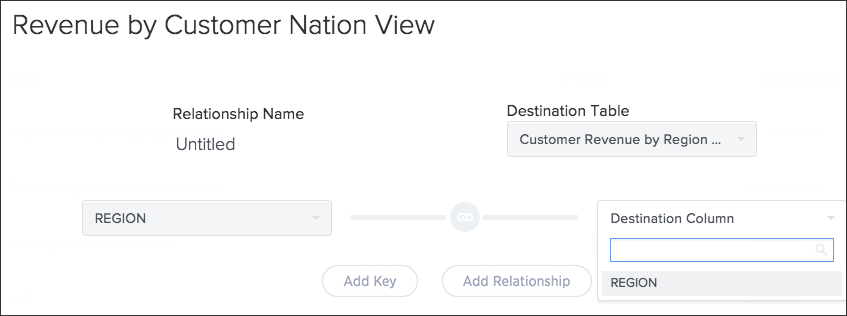 Revenue by Customer Nation View
Relationship Name
Destination Table
Untitled
Customer Revenue by Region ...
REGION
Destination Column
REGION
Add Key
Add Relationship